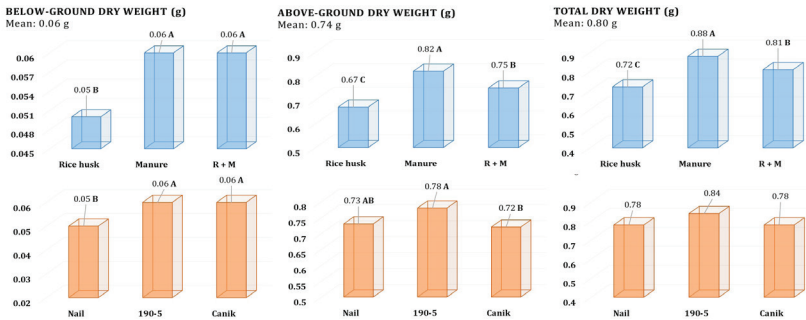 BELOW-GROUND DRY WEIGHT (g)
Mean: 0.06 g
0.06 A
0.06 A
0.05 B
0.06
0.057
0.054
0.051
0.048
0.045
Rice husk
Manure
R + M
ABOVE-GROUND DRY WEIGHT (g)
Mean: 0.74 g
0.82 A
0.75 B
0.67 C
0.9
0.8
0.7
0.6
0.5
Rice husk
Manure
R + M
TOTAL DRY WEIGHT (g)
Mean: 0.80 g
0.88 A
0.81 B
0.72 C
0.9
0.8
0.7
0.6
0.5
0.4
Rice husk
Manure
R + M
0.06 A
0.06 A
0.05 B
0.06
0.05
0.04
0.03
0.02
Nail
190-5
Canik
0.78 A
0.73 AB
0.72 B
0.8
0.75
0.7
0.65
0.6
0.55
0.5
Nail
190-5
Canik
0.84
0.78
0.78
0.9
0.8
0.7
0.6
0.5
0.4
Nail
190-5
Canik